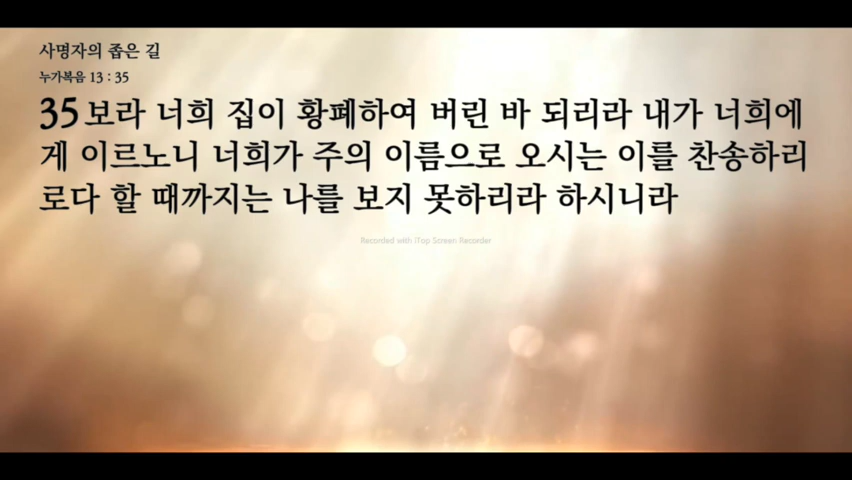 사명자의 좁은 길
누가복음 13 : 35
35 보라 너희 집이 황폐하여 버린 바 되리라 내가 너희에
게 이르노니 너희가 주의 이름으로 오시는 이를 찬송하리
로다 할 때까지는 나를 보지 못하리라 하시니라
Recorded with iTop Screen Recorder